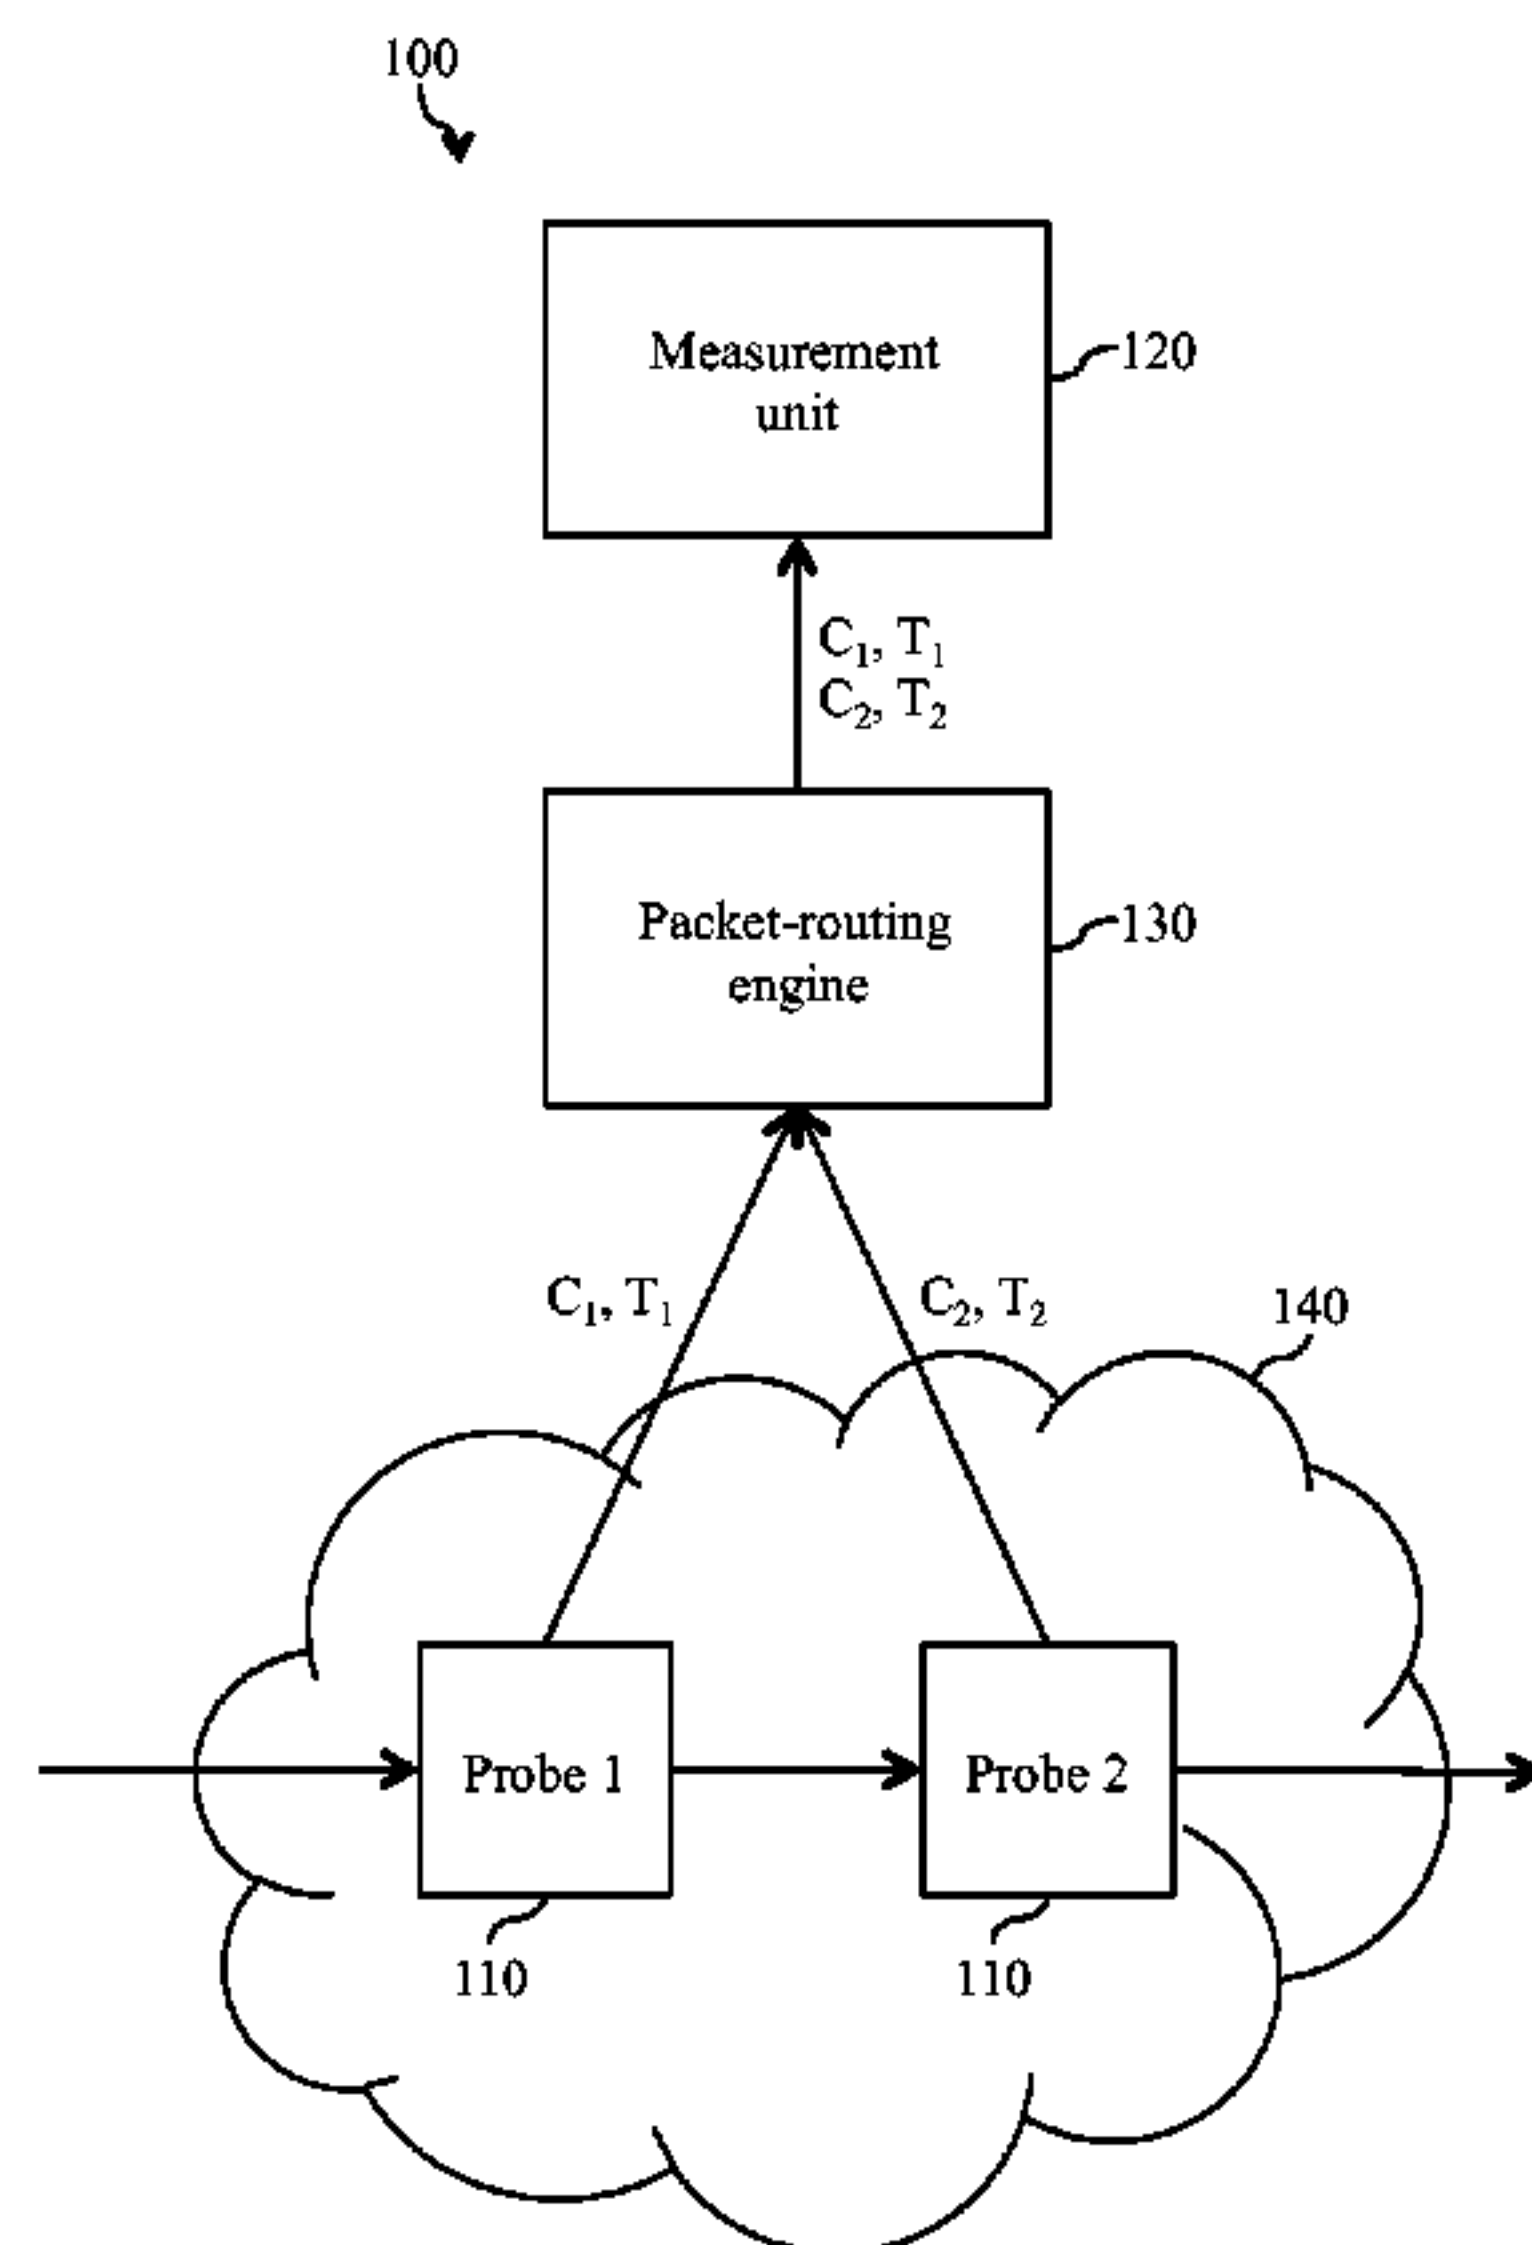 100
Measurement
unit
120
C₁, T₁
C₂, T₂
Packet-routing
engine
130
C₁, T₁
C₂, T₂
140
Probe 1
Probe 2
110
110